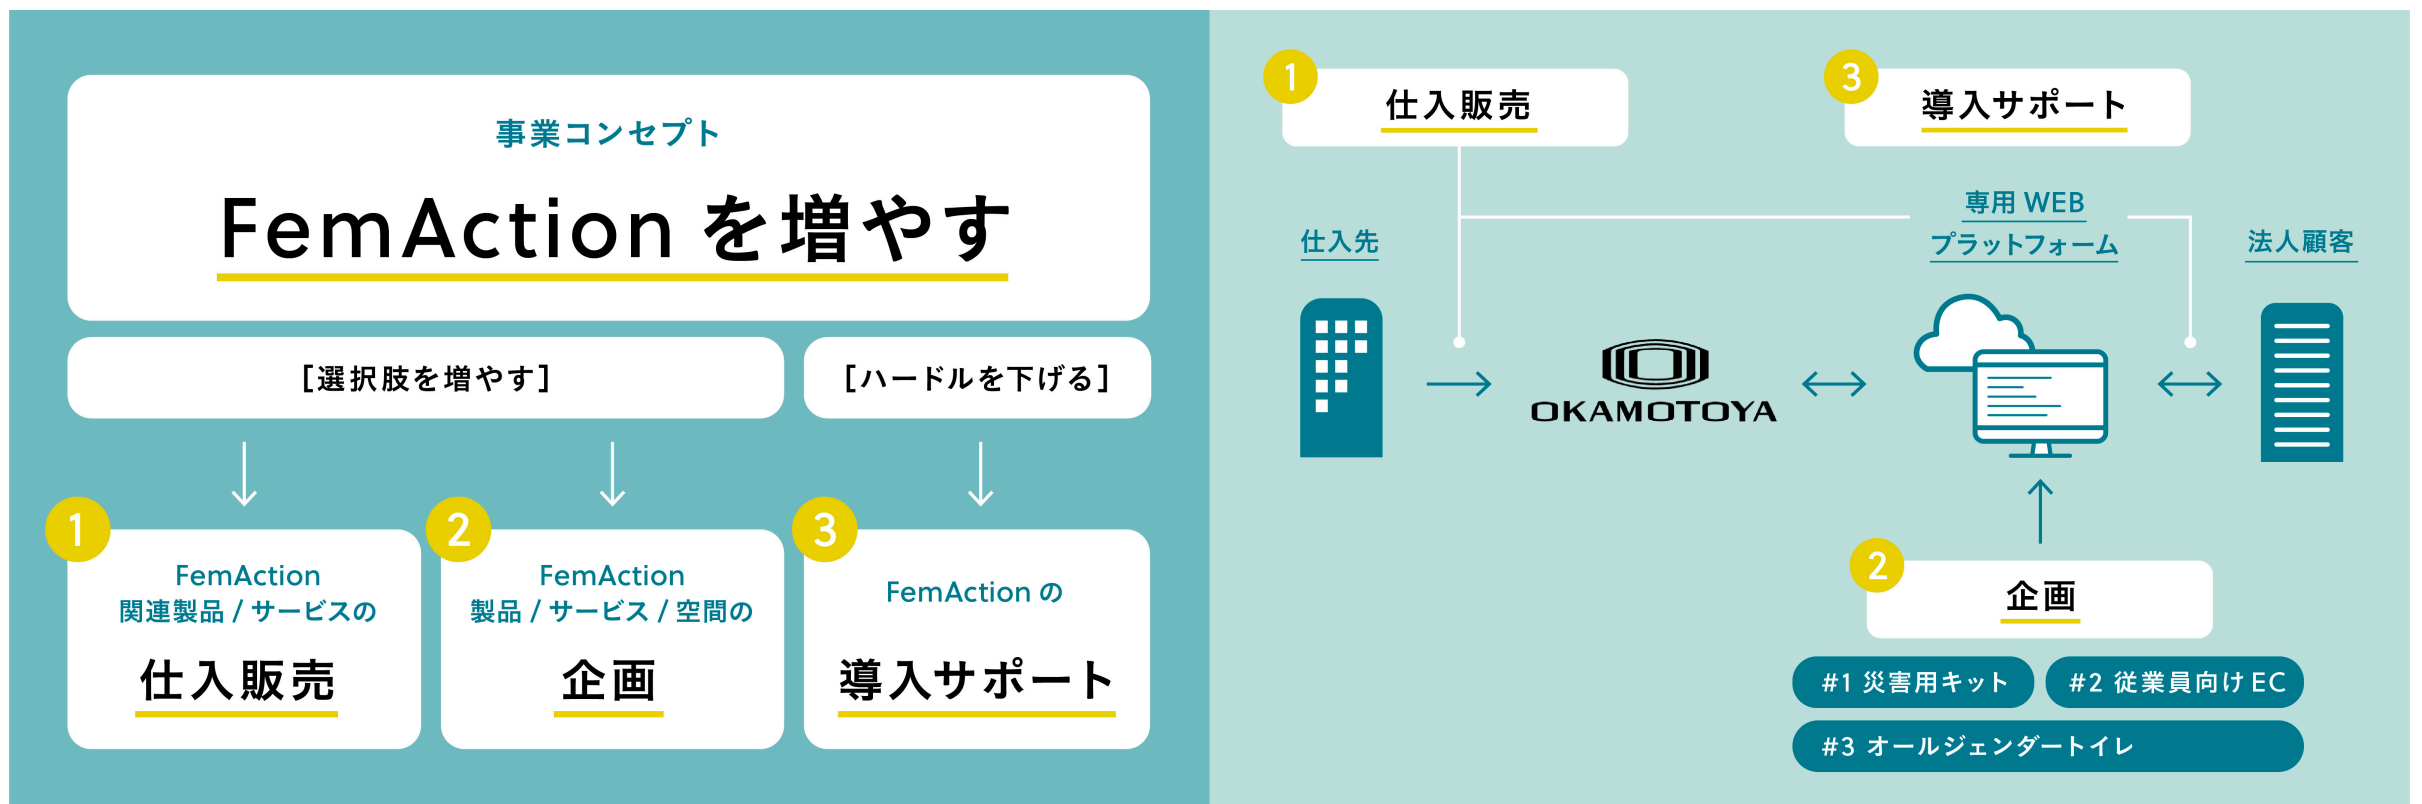 事業コンセプト
FemAction を増やす
[選択肢を増やす]
[ハードルを下げる]
1
FemAction
関連製品 / サービスの
仕入販売
2
FemAction
製品 / サービス / 空間の
企画
3
FemAction の
導入サポート
1
仕入販売
3
導入サポート
仕入先
専用 WEB
プラットフォーム
法人顧客
OKAMOTOYA
2
企画
#1 災害用キット
#2 従業員向け EC
#3 オールジェンダートイレ